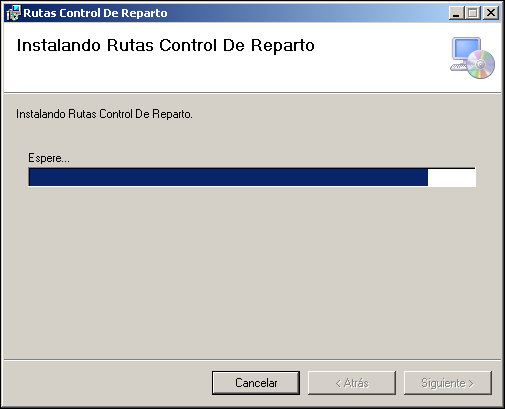 Rutas Control De Reparto
Instalando Rutas Control De Reparto
Instalando Rutas Control De Reparto.
Espere...
Cancelar
< Atrás
Siguiente >